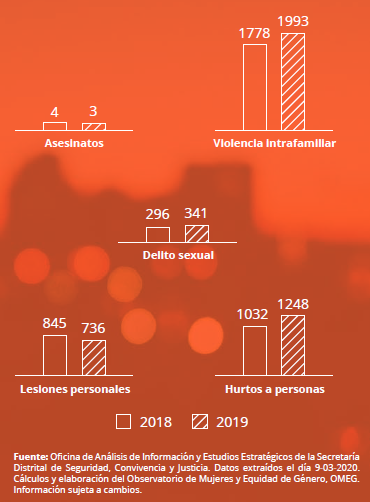 1778 1993
4 3
Asesinatos
Violencia intrafamiliar
296 341
Delito sexual
845 736
Lesiones personales
1032 1248
Hurtos a personas
2018 2019
Fuente: Oficina de Análisis de Información y Estudios Estratégicos de la Secretaría
Distrital de Seguridad, Convivencia y Justicia. Datos extraídos el día 9-03-2020.
Cálculos y elaboración del Observatorio de Mujeres y Equidad de Género, OMEG.
Información sujeta a cambios.